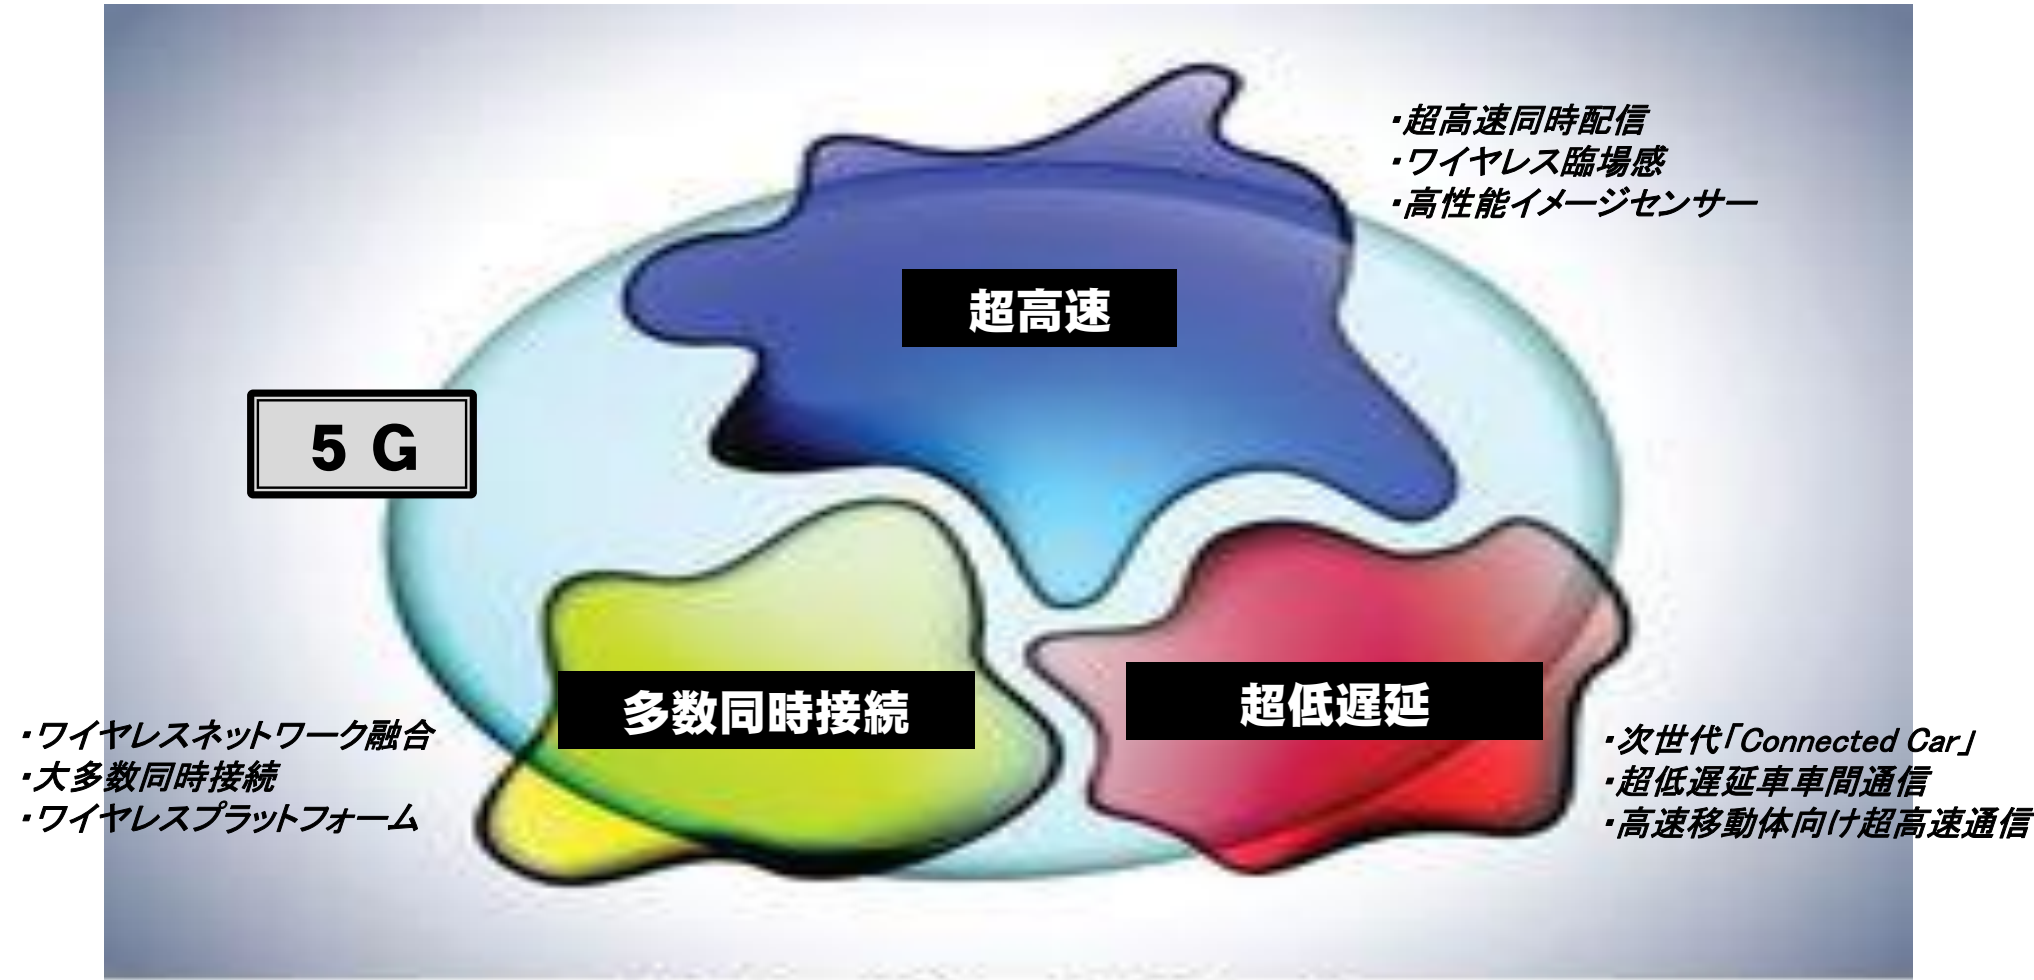 ・超高速同時配信
・ワイヤレス臨場感
・高性能イメージセンサー
超高速
5 G
多数同時接続
超低遅延
・ワイヤレスネットワーク融合
・大多数同時接続
・ワイヤレスプラットフォーム
・次世代「Connected Car」
・超低遅延車車間通信
・高速移動体向け超高速通信